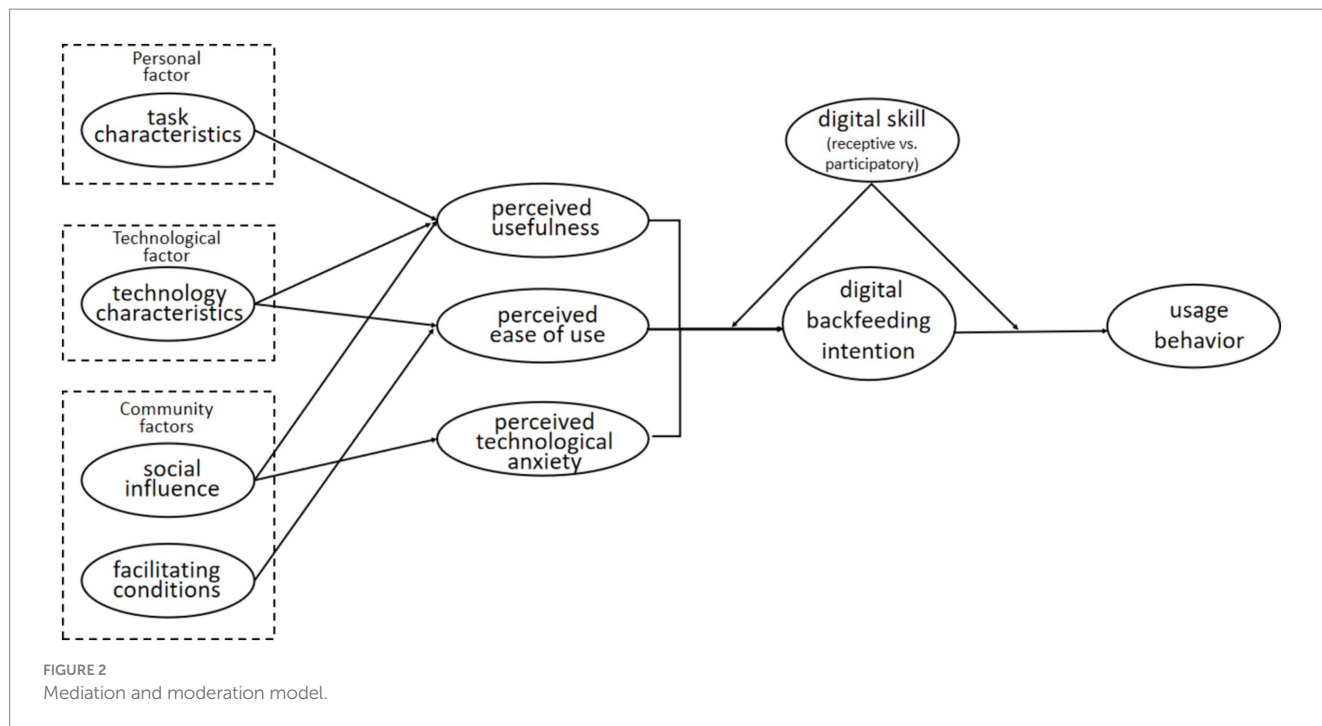 Personal
factor
task
characteristics
Technological
factor
technology
characteristics
Community
factors
social
influence
facilitating
conditions
perceived
usefulness
perceived
ease of use
perceived
technological
anxiety
digital skill
(receptive vs.
participatory)
digital
backfeeding
intention
usage
behavior
FIGURE 2
Mediation and moderation model.